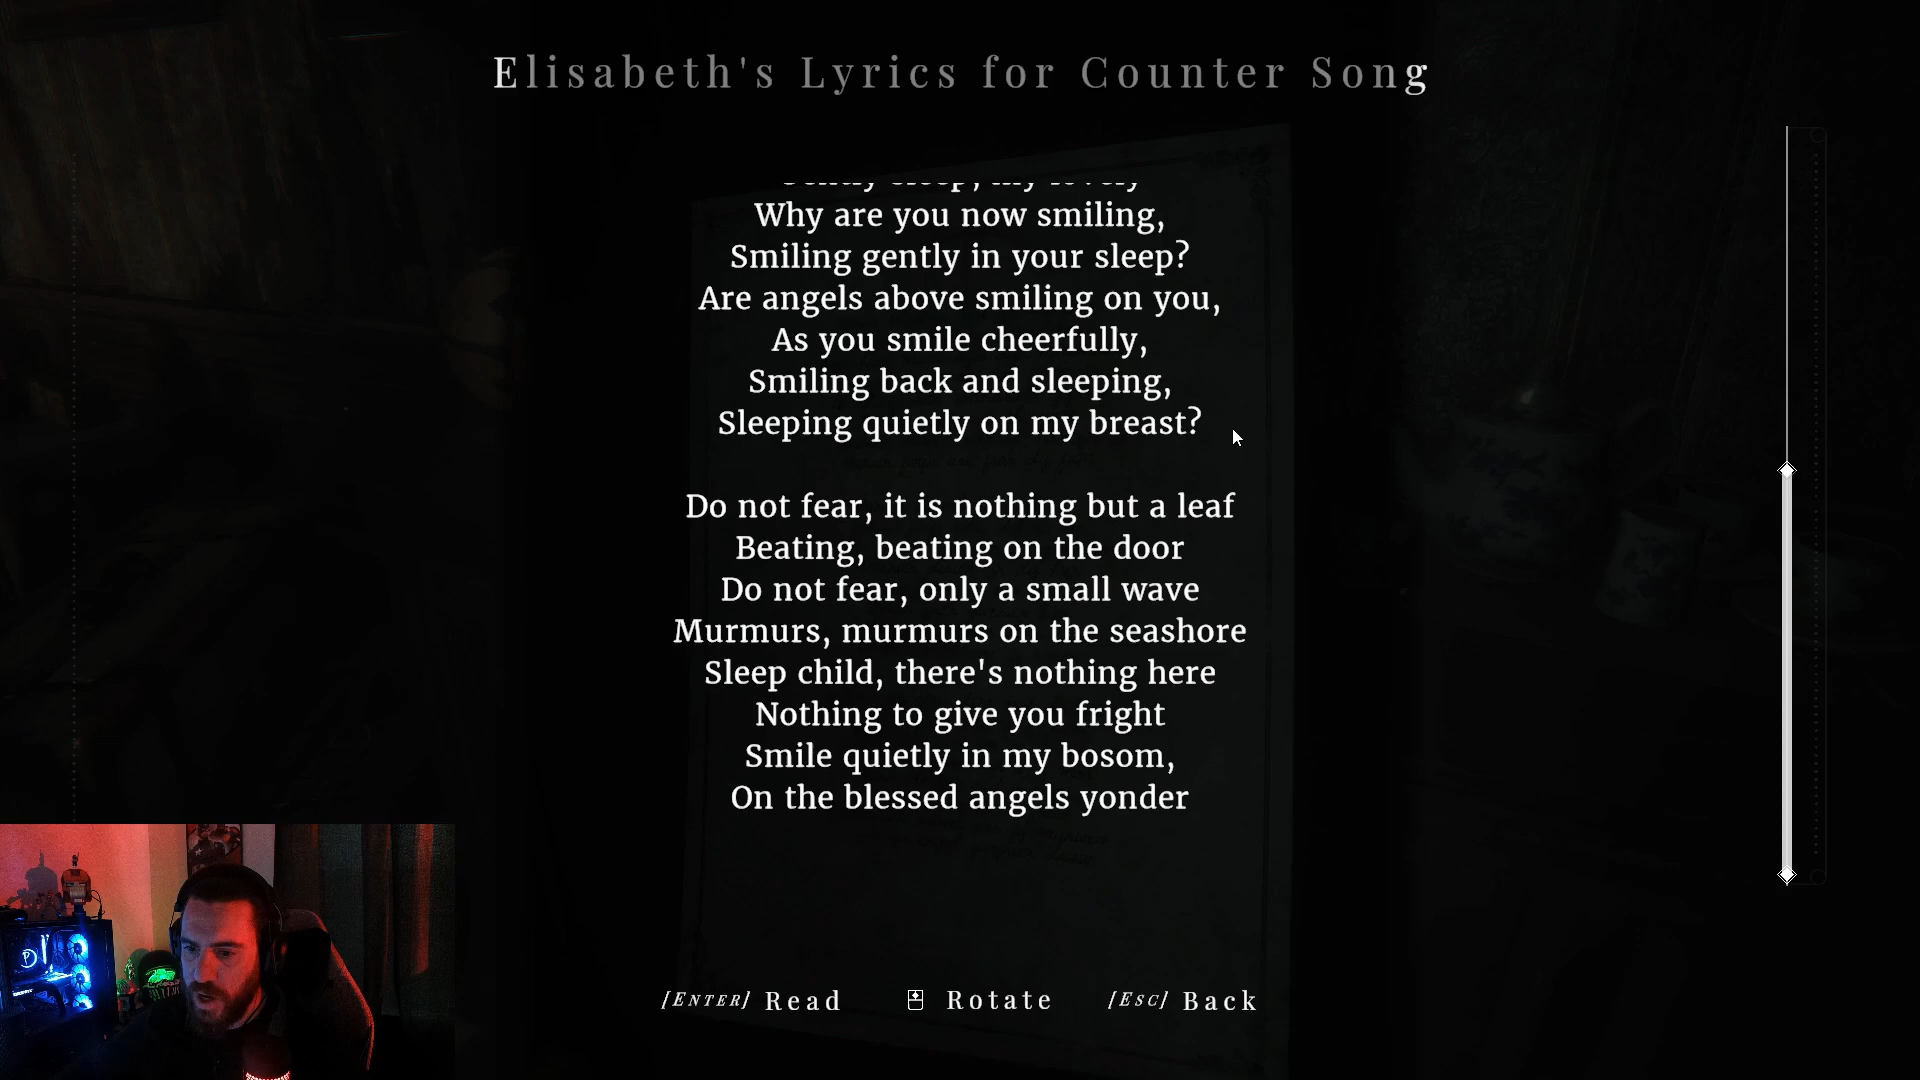 Elisabeth's Lyrics for Counter Song
Gently sleep, my lovely
Why are you now smiling,
Smiling gently in your sleep?
Are angels above smiling on you,
As you smile cheerfully,
Smiling back and sleeping,
Sleeping quietly on my breast?
Do not fear, it is nothing but a leaf
Beating, beating on the door
Do not fear, only a small wave
Murmurs, murmurs on the seashore
Sleep child, there's nothing here
Nothing to give you fright
Smile quietly in my bosom,
On the blessed angels yonder
[ENTER] Read Rotate [ESC] Back